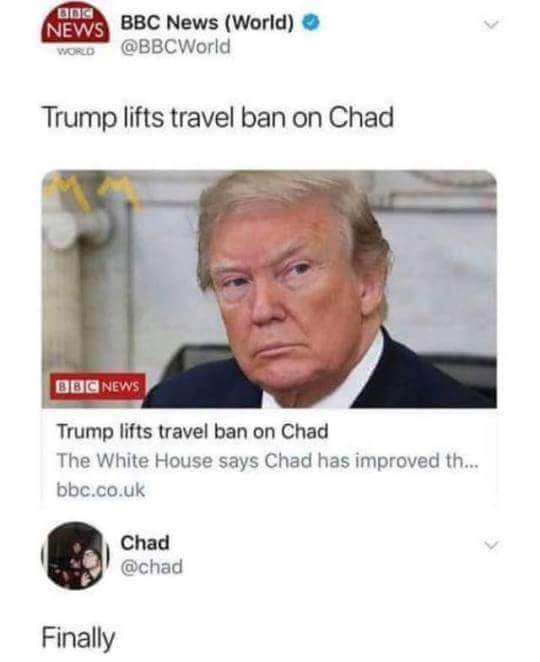 BBC
NEWS
WORLD
BBC News (World)
@BBCWorld
Trump lifts travel ban on Chad
BBC NEWS
Trump lifts travel ban on Chad
The White House says Chad has improved th...
bbc.co.uk
Chad
@chad
Finally